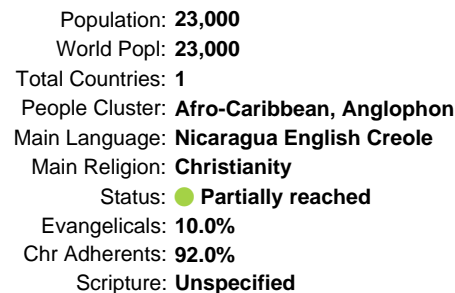 Population: 23,000
World Popl: 23,000
Total Countries: 1
People Cluster: Afro-Caribbean, Anglophon
Main Language: Nicaragua English Creole
Main Religion: Christianity
Status: Partially reached
Evangelicals: 10.0%
Chr Adherents: 92.0%
Scripture: Unspecified